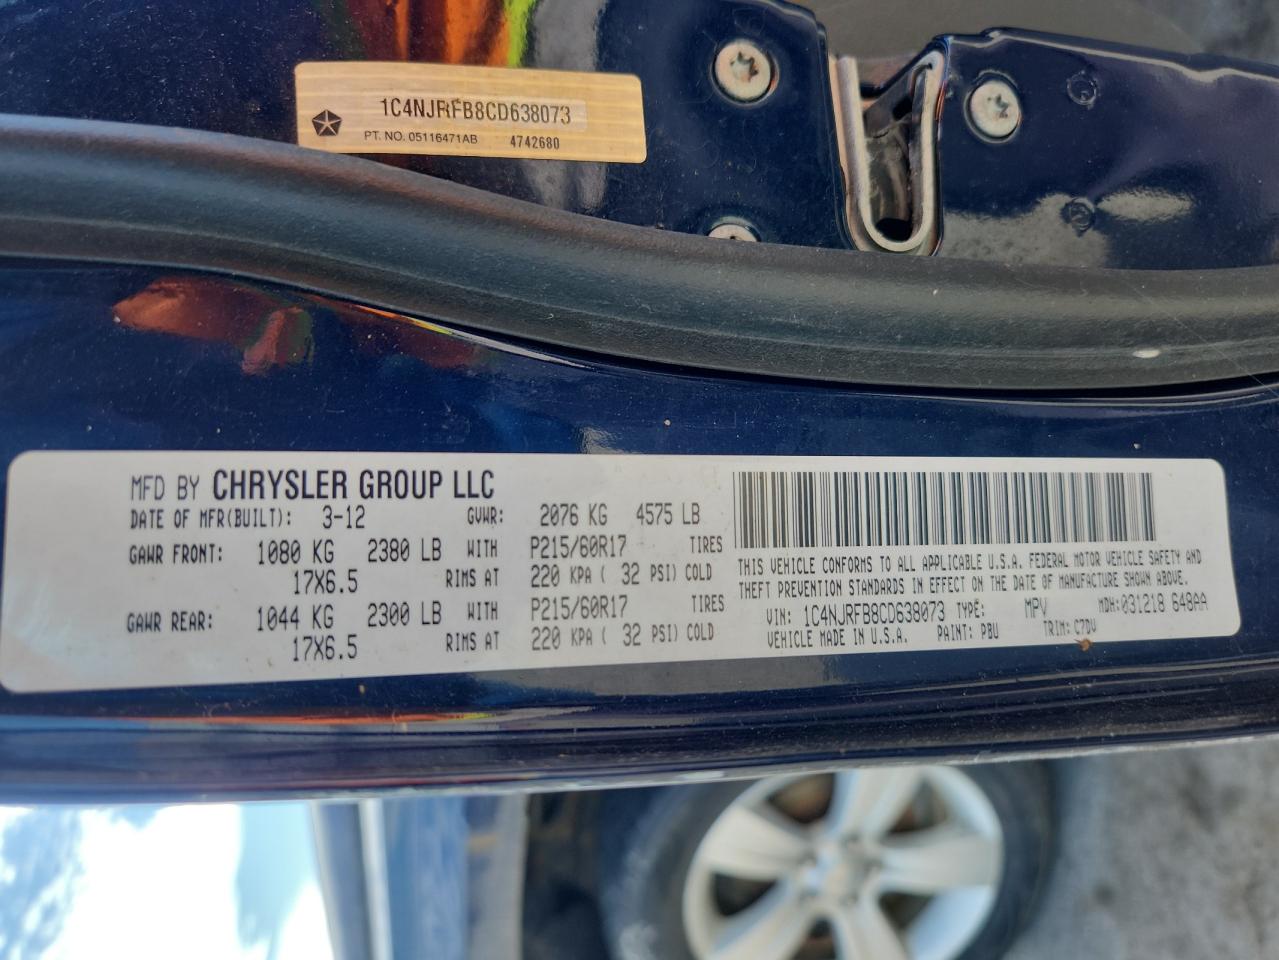 1C4NJRFB8CD638073
PT. NO. 05116471AB 4742680
MFD BY CHRYSLER GROUP LLC
DATE OF MFR(BUILT): 3-12 GVWR: 2076 KG 4575 LB
GAWR FRONT: 1080 KG 2380 LB WITH P215/60R17 TIRES
17X6.5 RIMS AT 220 KPA ( 32 PSI) COLD
GAWR REAR: 1044 KG 2300 LB WITH P215/60R17 TIRES
17X6.5 RIMS AT 220 KPA ( 32 PSI) COLD
THIS VEHICLE CONFORMS TO ALL APPLICABLE U.S.A. FEDERAL MOTOR VEHICLE SAFETY AND
THEFT PREVENTION STANDARDS IN EFFECT ON THE DATE OF MANUFACTURE SHOWN ABOVE.
VIN: 1C4NJRFB8CD638073 TYPE: MPV MDH:031218 648AA
VEHICLE MADE IN U.S.A. PAINT: PBU TRIM: C7DV